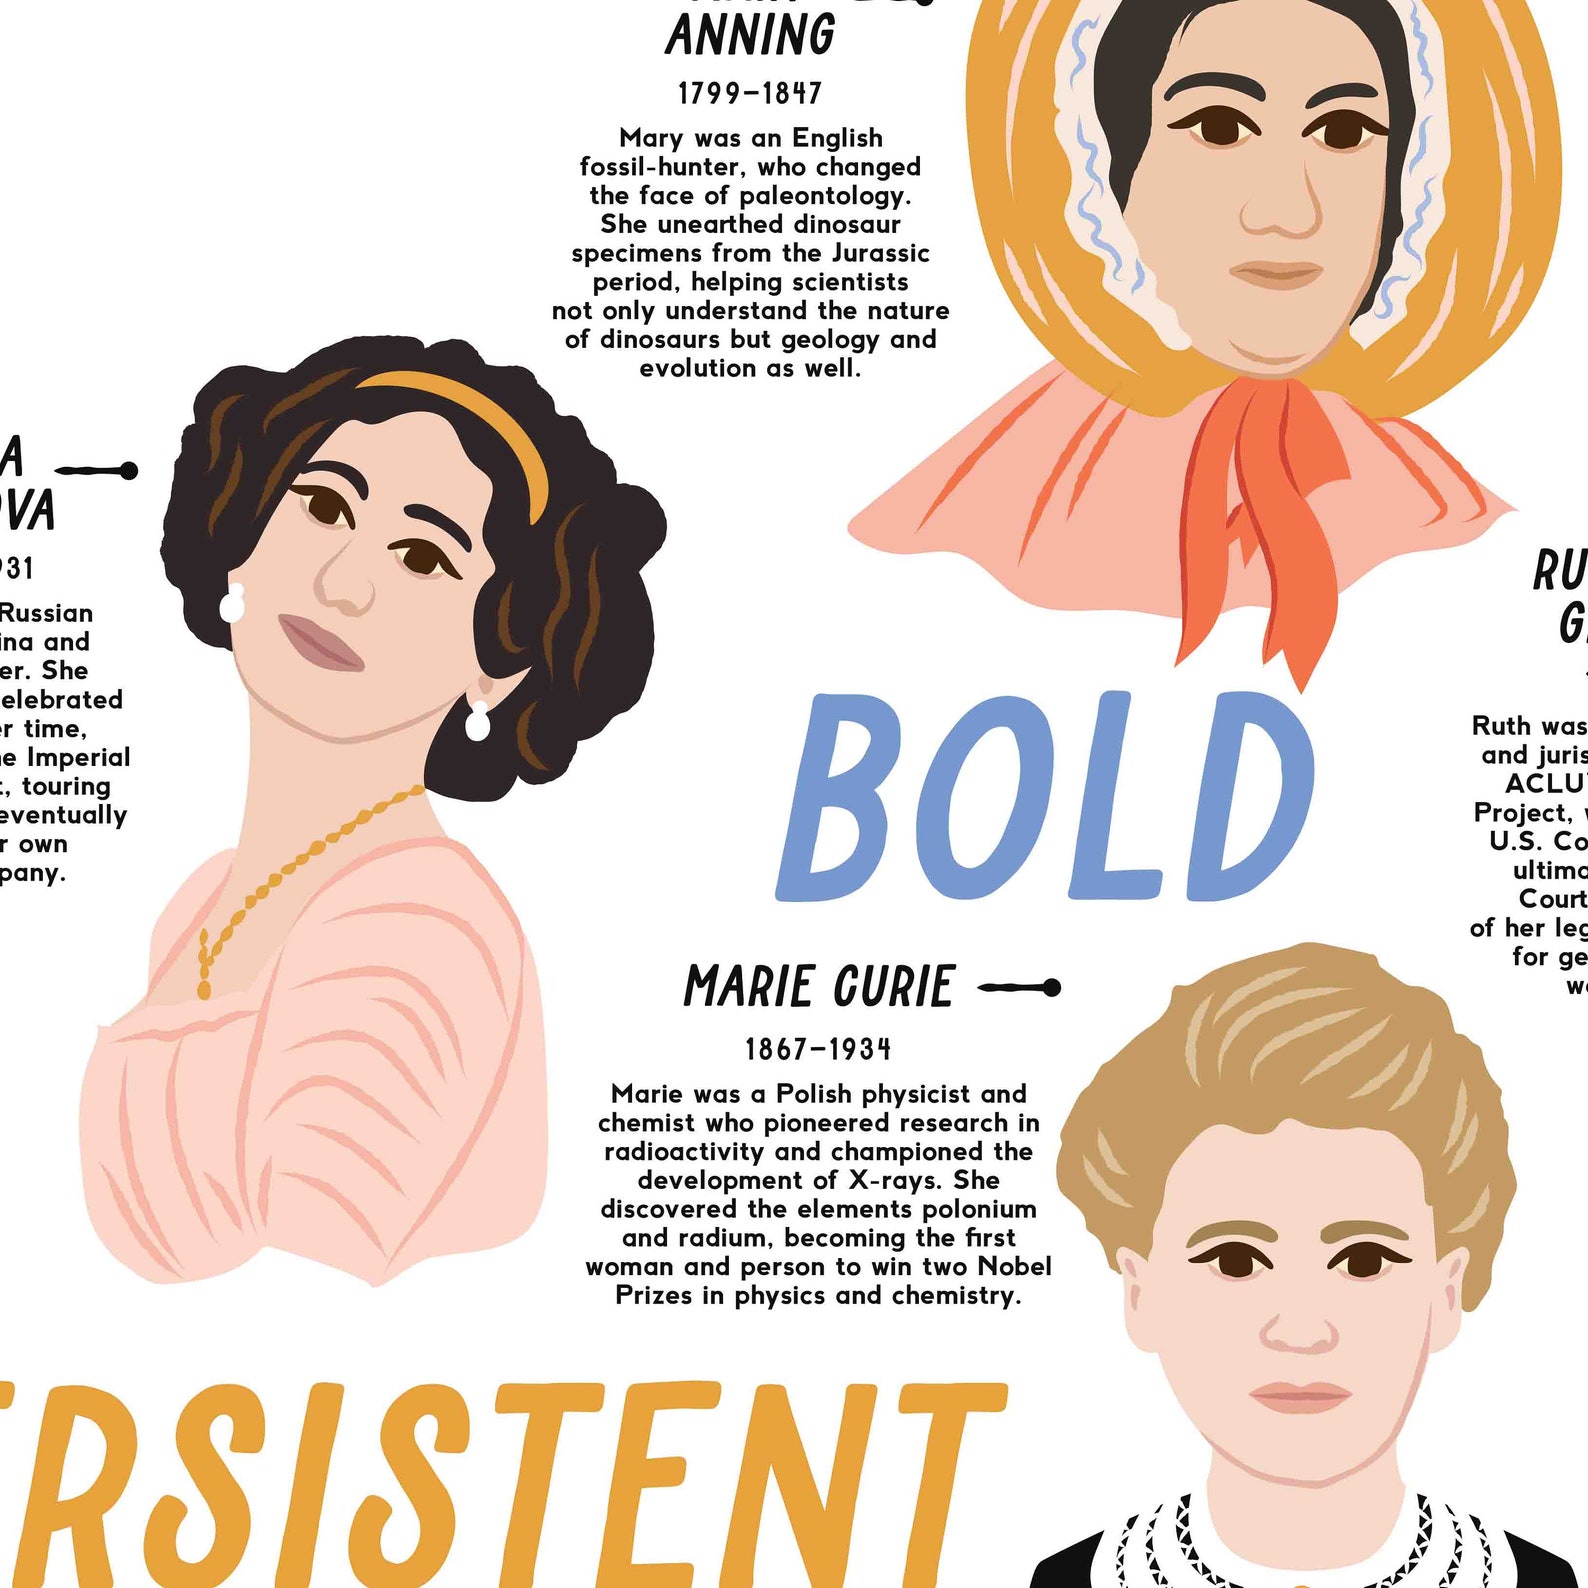 ANNING
1799–1847
Mary was an English
fossil-hunter, who changed
the face of paleontology.
She unearthed dinosaur
specimens from the Jurassic
period, helping scientists
not only understand the nature
of dinosaurs but geology and
evolution as well.
A
OVA
931
Russian
ina and
er. She
elebrated
er time,
he Imperial
t, touring
eventually
r own
pany.
BOLD
RU
G
Ruth was
and juris
ACLU'
Project, w
U.S. Co
ultima
Court
of her leg
for ge
wo
MARIE CURIE
1867–1934
Marie was a Polish physicist and
chemist who pioneered research in
radioactivity and championed the
development of X-rays. She
discovered the elements polonium
and radium, becoming the first
woman and person to win two Nobel
Prizes in physics and chemistry.
RSISTENT